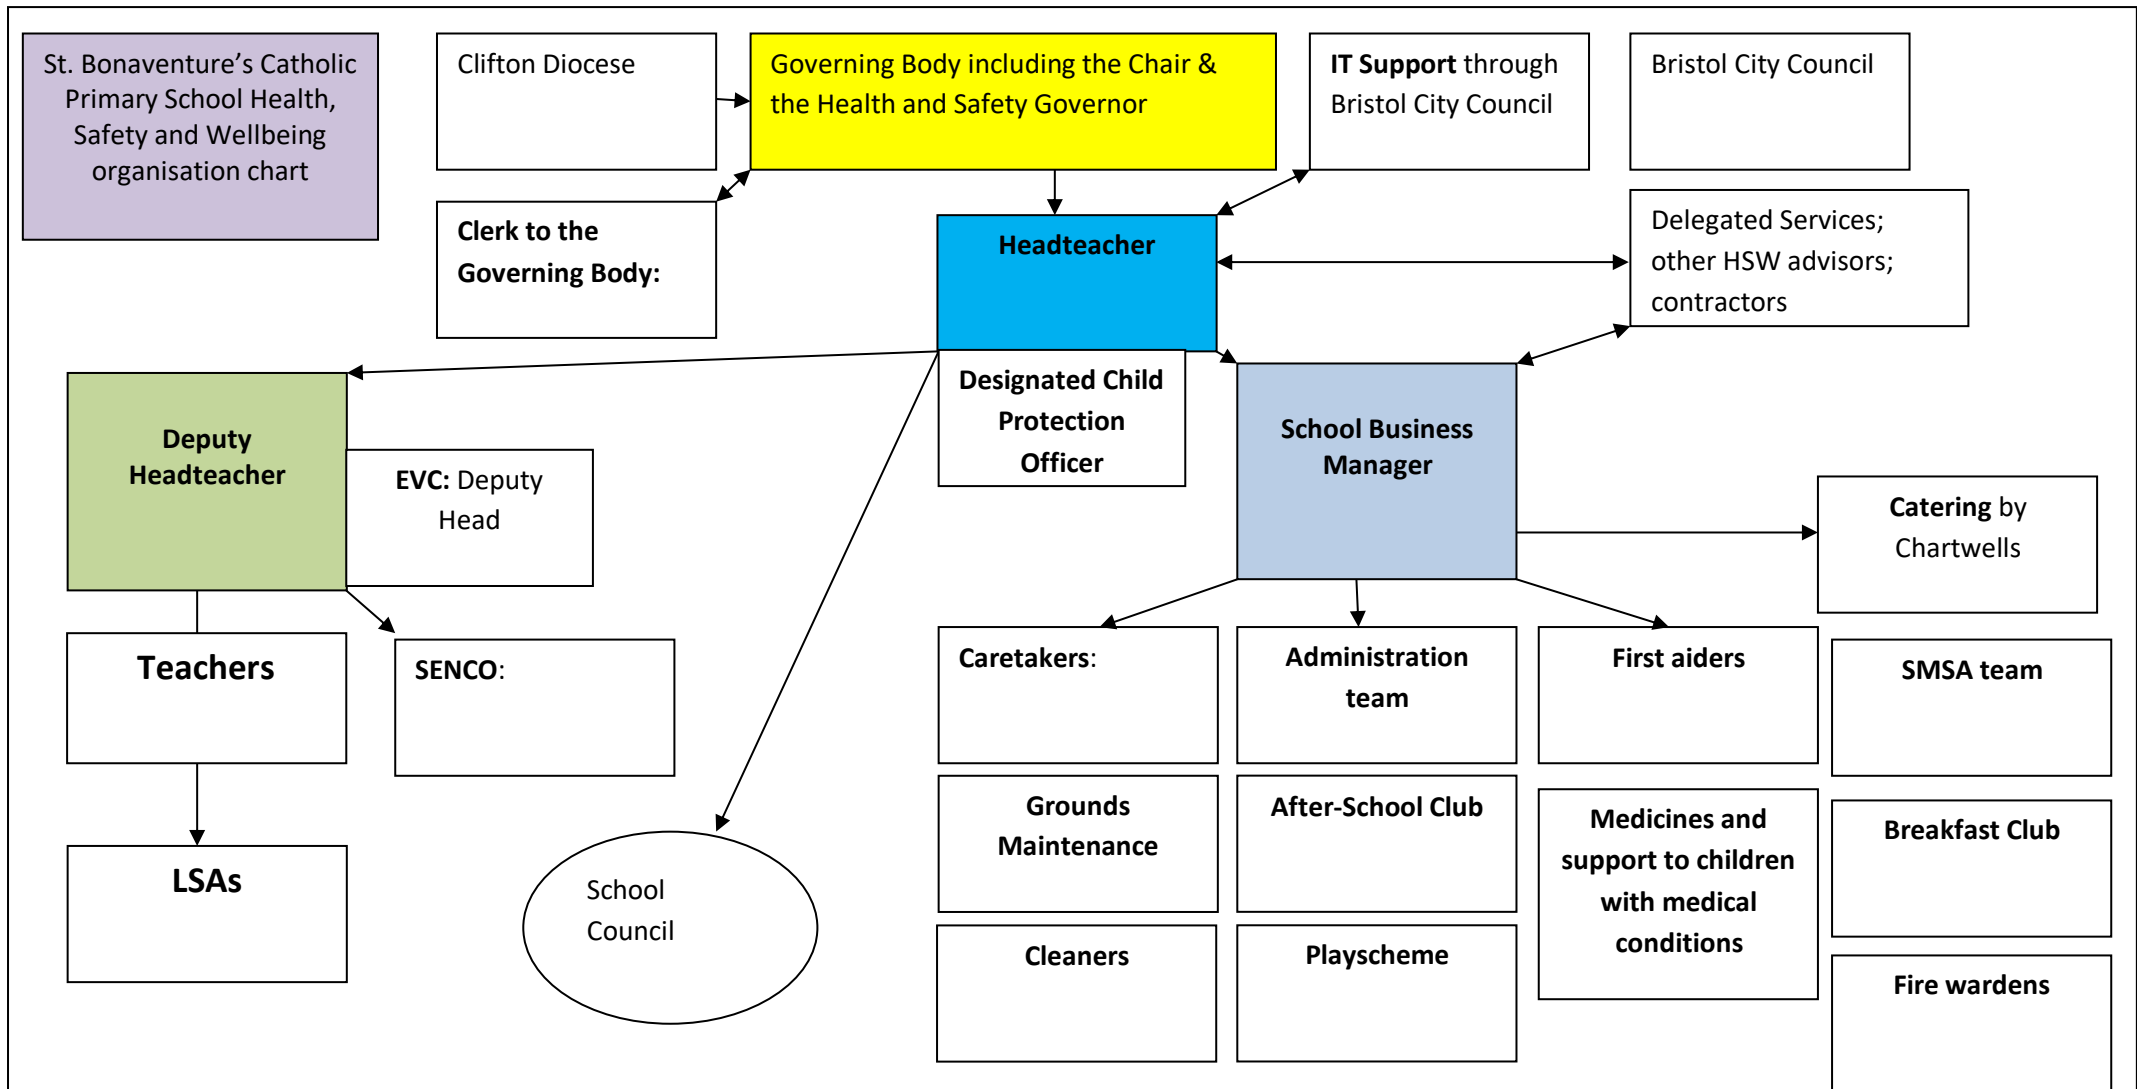 St. Bonaventure’s Catholic
Primary School Health,
Safety and Wellbeing
organisation chart
Clifton Diocese
Governing Body including the Chair &
the Health and Safety Governor
IT Support through
Bristol City Council
Bristol City Council
Clerk to the
Governing Body:
Headteacher
Delegated Services;
other HSW advisors;
contractors
Designated Child
Protection
Officer
Deputy
Headteacher
EVC: Deputy
Head
School Business
Manager
Catering by
Chartwells
Teachers
SENCO:
Caretakers:
Administration
team
First aiders
SMSA team
Grounds
Maintenance
After-School Club
Medicines and
support to children
with medical
conditions
Breakfast Club
LSAs
School
Council
Cleaners
Playscheme
Fire wardens